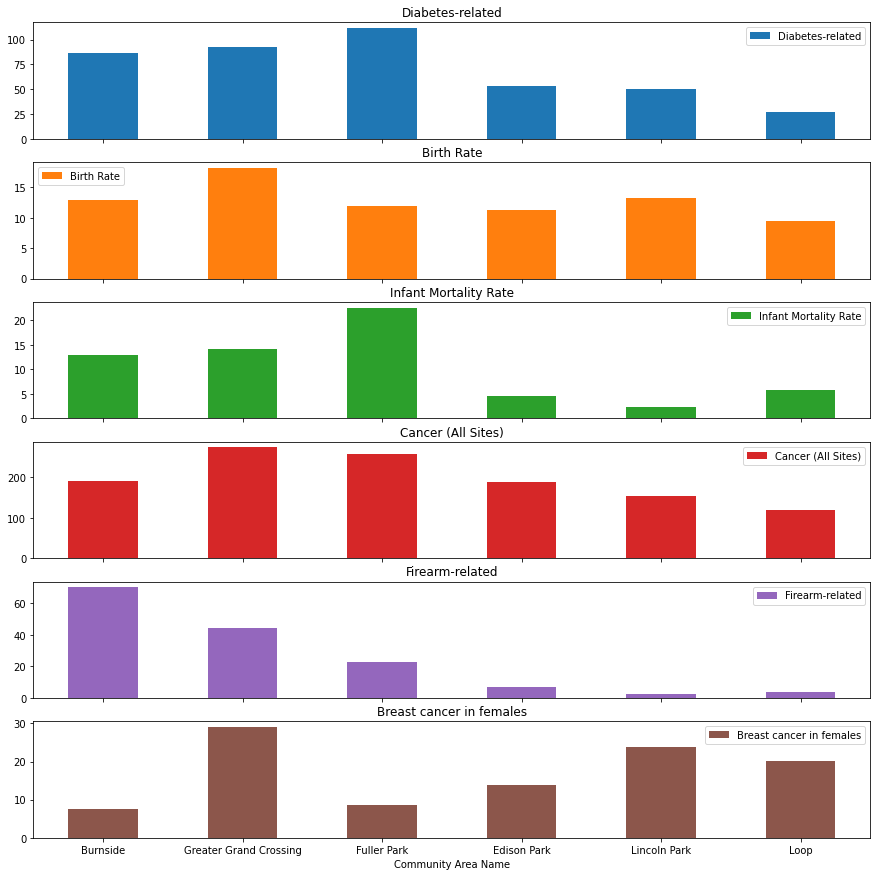 Diabetes-related
100
75
50
25
0
Diabetes-related
Birth Rate
15
10
5
0
Birth Rate
Infant Mortality Rate
20
15
10
5
0
Infant Mortality Rate
Cancer (All Sites)
200
100
0
Cancer (All Sites)
Firearm-related
60
40
20
0
Firearm-related
Breast cancer in females
30
20
10
0
Breast cancer in females
Burnside Greater Grand Crossing Fuller Park Edison Park Lincoln Park Loop
Community Area Name